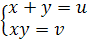 x + y = u
xy = v